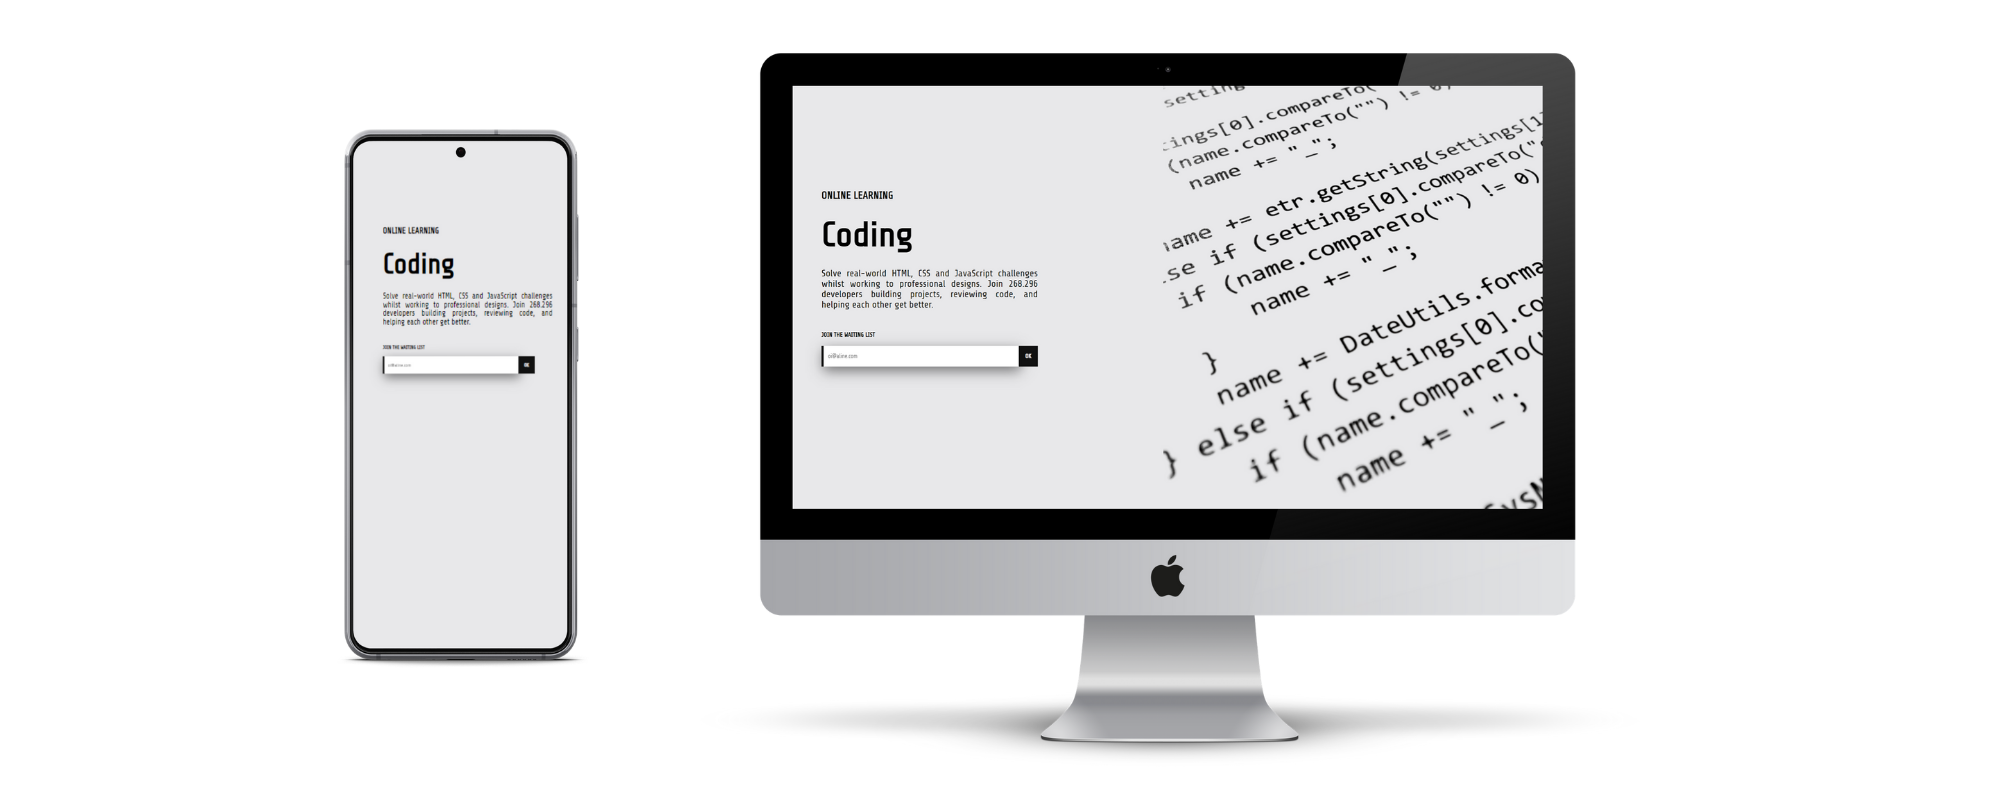 ONLINE LEARNING
Coding
Solve real-world HTML, CSS and JavaScript challenges
whilst working to professional designs. Join 268.296
developers building projects, reviewing code, and
helping each other get better.
JOIN THE WAITING LIST
OK
ONLINE LEARNING
Coding
Solve real-world HTML, CSS and JavaScript challenges
whilst working to professional designs. Join 268.296
developers building projects, reviewing code, and
helping each other get better.
JOIN THE WAITING LIST
OK
setting
ings[0].compareTo(
(name.compareTo("") != 0)
name += "_";
name += etr.getString(settings[1]
se if (settings[0].compareTo("
if (name.compareTo("") != 0)
name += "_";
}
name += DateUtils.forma
} else if (settings[0].co
if (name.compareTo("
name += "_";
SysN